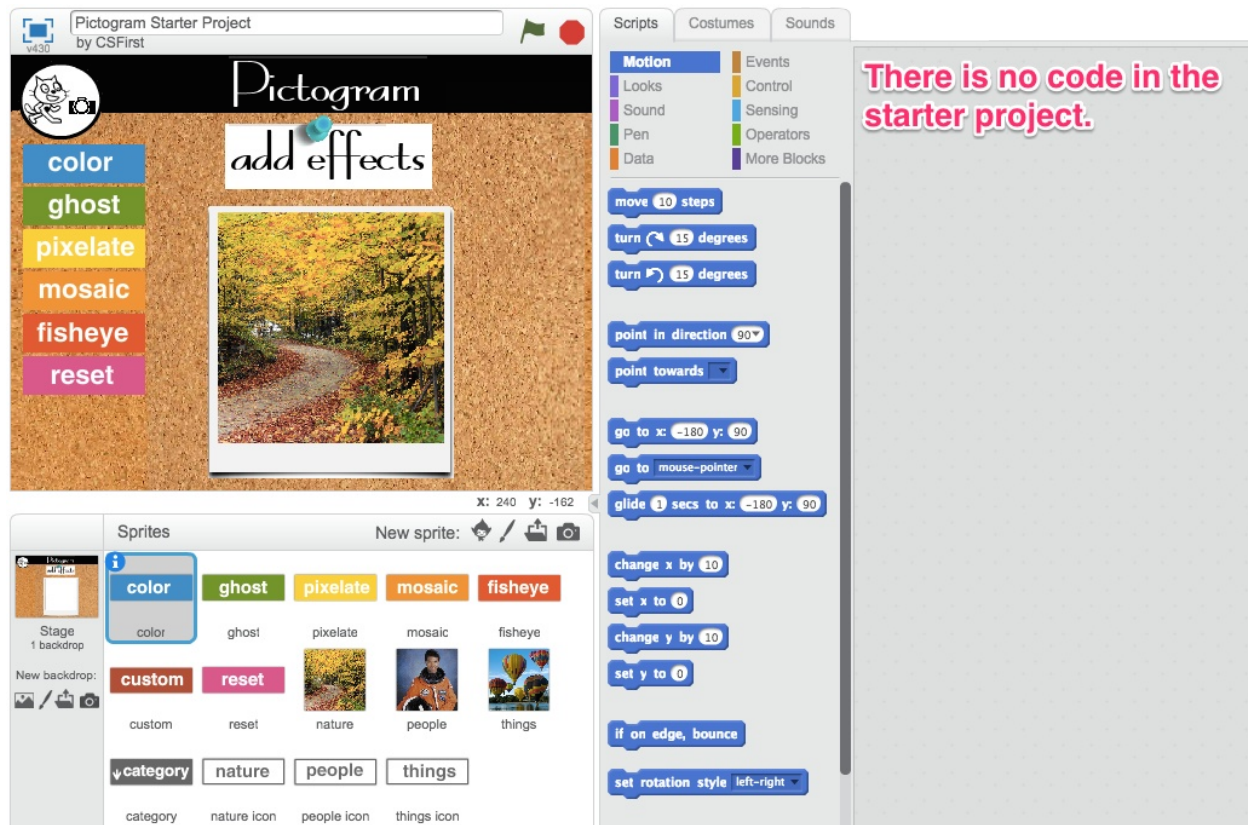 Pictogram Starter Project
v430
by CSFirst
Pictogram
add effects
color
ghost
pixelate
mosaic
fisheye
reset
x: 240 y: -162
Sprites
New sprite:
Stage
1 backdrop
New backdrop:
color
ghost
pixelate
mosaic
fisheye
color
ghost
pixelate
mosaic
fisheye
custom
reset
custom
reset
nature
people
things
category
nature
people
things
category
nature icon
people icon
things icon
Scripts
Costumes
Sounds
Motion
Events
Looks
Control
Sound
Sensing
Pen
Operators
Data
More Blocks
move 10 steps
turn 15 degrees
turn 15 degrees
point in direction 90
point towards
go to x: -180 y: 90
go to mouse-pointer
glide 1 secs to x: -180 y: 90
change x by 10
set x to 0
change y by 10
set y to 0
if on edge, bounce
set rotation style left-right
There is no code in the
starter project.